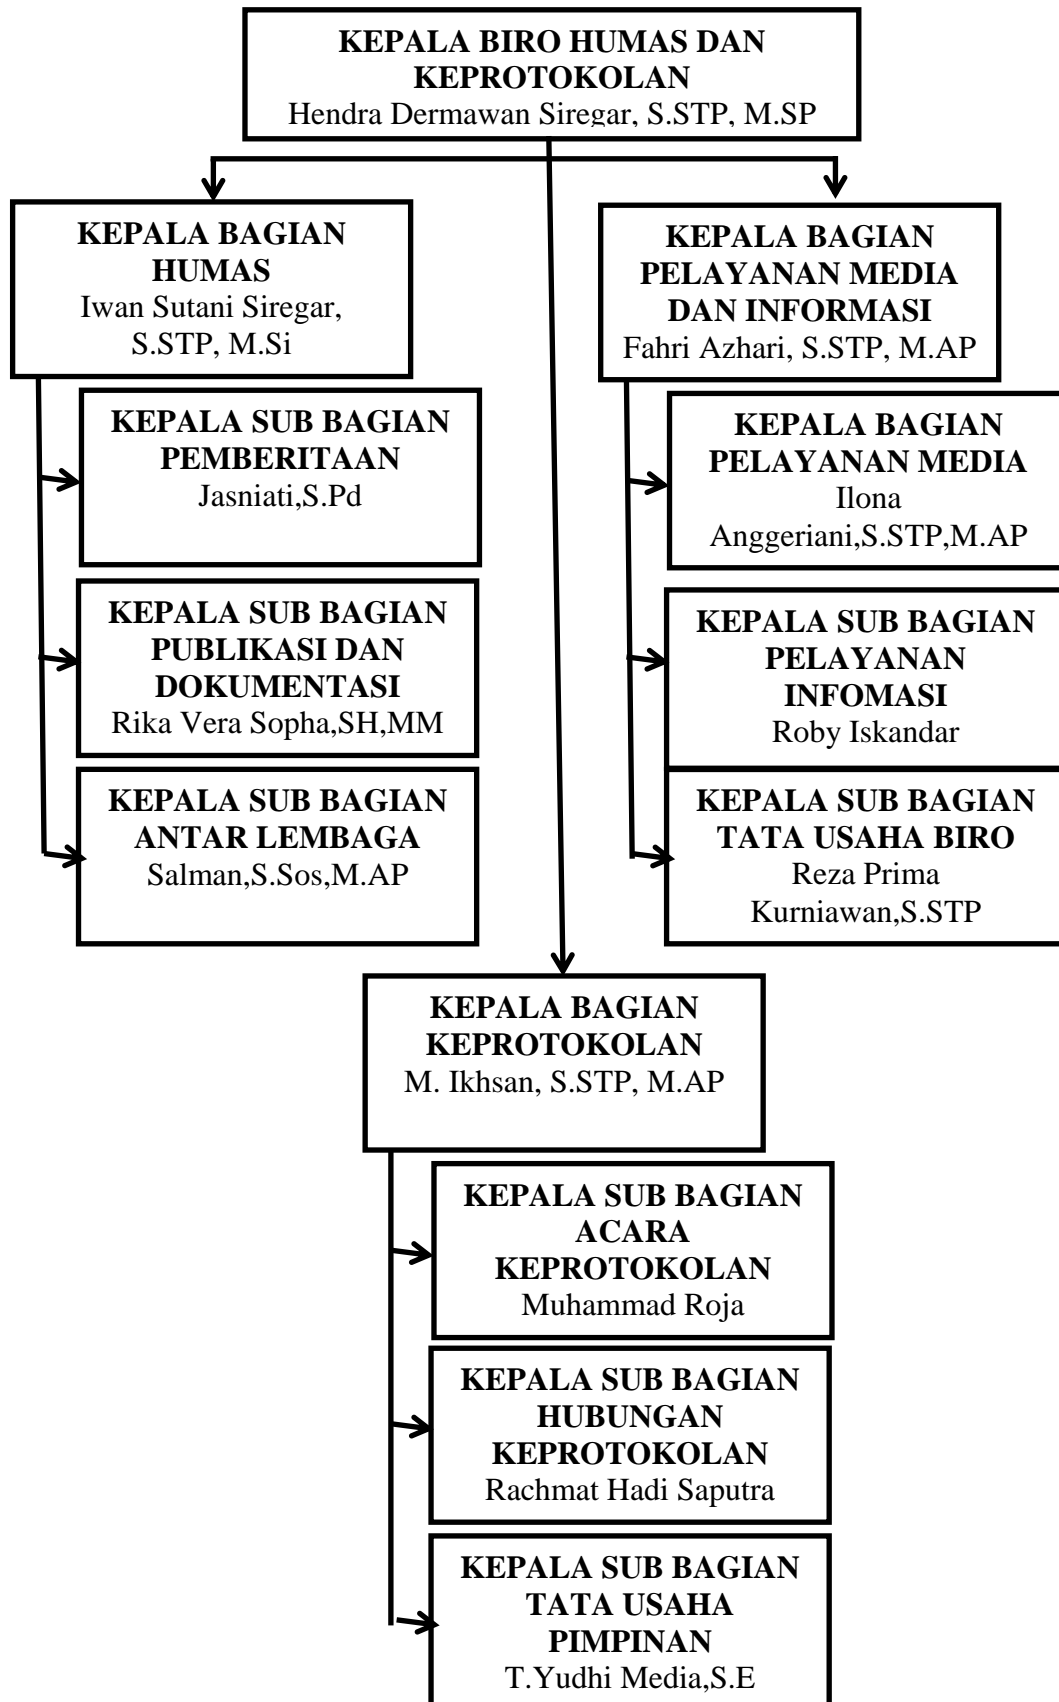 KEPALA BIRO HUMAS DAN
KEPROTOKOLAN
Hendra Dermawan Siregar, S.STP, M.SP
KEPALA BAGIAN
HUMAS
Iwan Sutani Siregar,
S.STP, M.Si
KEPALA SUB BAGIAN
PEMBERITAAN
Jasniati,S.Pd
KEPALA SUB BAGIAN
PUBLIKASI DAN
DOKUMENTASI
Rika Vera Sopha,SH,MM
KEPALA SUB BAGIAN
ANTAR LEMBAGA
Salman,S.Sos,M.AP
KEPALA BAGIAN
PELAYANAN MEDIA
DAN INFORMASI
Fahri Azhari, S.STP, M.AP
KEPALA BAGIAN
PELAYANAN MEDIA
Ilona
Anggeriani,S.STP,M.AP
KEPALA SUB BAGIAN
PELAYANAN
INFOMASI
Roby Iskandar
KEPALA SUB BAGIAN
TATA USAHA BIRO
Reza Prima
Kurniawan,S.STP
KEPALA BAGIAN
KEPROTOKOLAN
M. Ikhsan, S.STP, M.AP
KEPALA SUB BAGIAN
ACARA
KEPROTOKOLAN
Muhammad Roja
KEPALA SUB BAGIAN
HUBUNGAN
KEPROTOKOLAN
Rachmat Hadi Saputra
KEPALA SUB BAGIAN
TATA USAHA
PIMPINAN
T.Yudhi Media,S.E